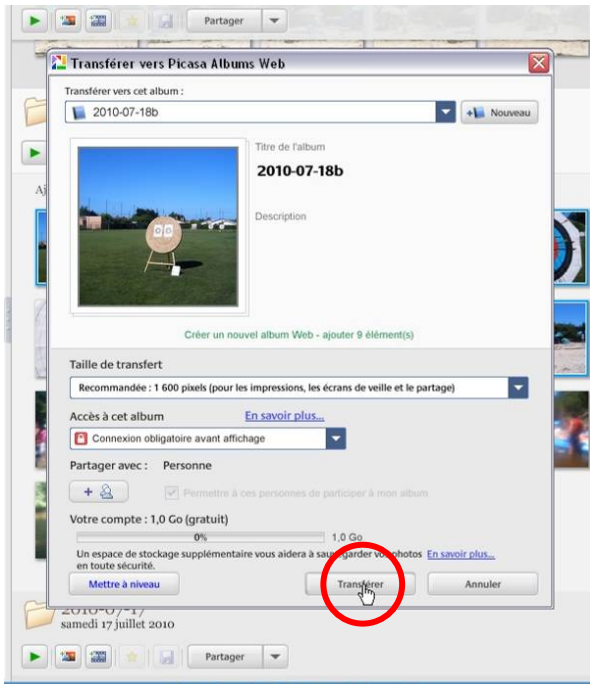 Partager
Transférer vers Picasa Albums Web
Transférer vers cet album :
2010-07-18b
Nouveau
Titre de l'album
2010-07-18b
Description
Créer un nouvel album Web - ajouter 9 élément(s)
Taille de transfert
Recommandée : 1 600 pixels (pour les impressions, les écrans de veille et le partage)
Accès à cet album En savoir plus...
Connexion obligatoire avant affichage
Partager avec : Personne
Permettre à ces personnes de participer à mon album
Votre compte : 1,0 Go (gratuit)
0% 1,0 Go
Un espace de stockage supplémentaire vous aidera à sauvegarder vos photos En savoir plus...
en toute sécurité.
Mettre à niveau Transférer Annuler
2010-07-17
samedi 17 juillet 2010
Partager